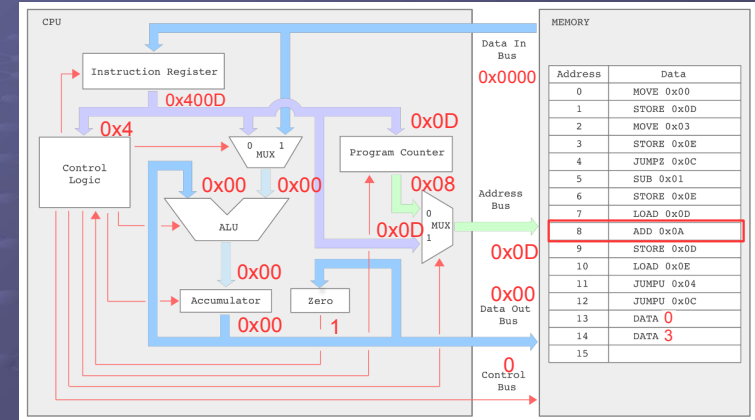 CPU
Instruction Register
0x400D
0x4
Control
Logic
0 1
MUX
0x00 0x00
ALU
0x00
Accumulator
0x00
Zero
1
0x0D
Program Counter
0x08
0
MUX
1
0x0D
Data In
Bus
0x0000
Address
Bus
0x0D
0x00
Data Out
Bus
0
Control
Bus
MEMORY
Address Data
0 MOVE 0x00
1 STORE 0x0D
2 MOVE 0x03
3 STORE 0x0E
4 JUMPZ 0x0C
5 SUB 0x01
6 STORE 0x0E
7 LOAD 0x0D
8 ADD 0x0A
9 STORE 0x0D
10 LOAD 0x0E
11 JUMPU 0x04
12 JUMPU 0x0C
13 DATA 0
14 DATA 3
15